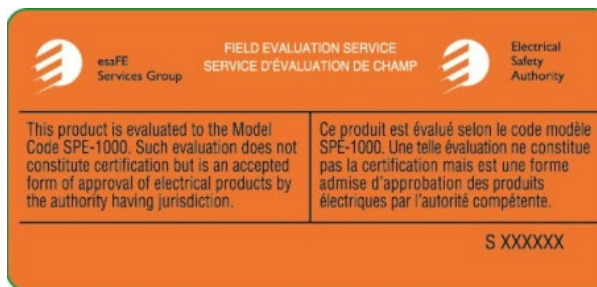 esaFE
Services Group
FIELD EVALUATION SERVICE
SERVICE D'ÉVALUATION DE CHAMP
Electrical
Safety
Authority
This product is evaluated to the Model
Code SPE-1000. Such evaluation does not
constitute certification but is an accepted
form of approval of electrical products by
the authority having jurisdiction.
Ce produit est évalué selon le code modèle
SPE-1000. Une telle évaluation ne constitue
pas la certification mais est une forme
admise d'approbation des produits
électriques par l'autorité compétente.
S XXXXXX